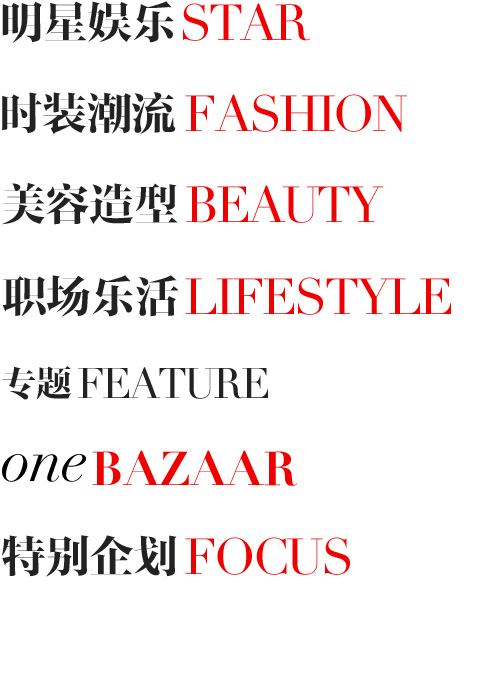 明星娱乐 STAR
时装潮流 FASHION
美容造型 BEAUTY
职场乐活 LIFESTYLE
专题 FEATURE
one BAZAAR
特别企划 FOCUS